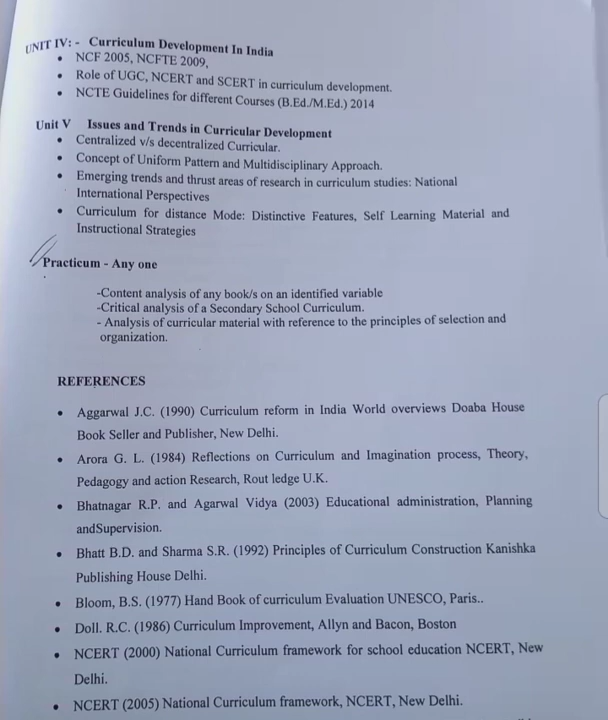 UNIT IV: - Curriculum Development In India
• NCF 2005, NCFTE 2009,
• Role of UGC, NCERT and SCERT in curriculum development.
• NCTE Guidelines for different Courses (B.Ed./M.Ed.) 2014
Unit V Issues and Trends in Curricular Development
• Centralized v/s decentralized Curricular.
• Concept of Uniform Pattern and Multidisciplinary Approach.
• Emerging trends and thrust areas of research in curriculum studies: National
International Perspectives
• Curriculum for distance Mode: Distinctive Features, Self Learning Material and
Instructional Strategies
Practicum - Any one
-Content analysis of any book/s on an identified variable
-Critical analysis of a Secondary School Curriculum.
- Analysis of curricular material with reference to the principles of selection and
organization.
REFERENCES
• Aggarwal J.C. (1990) Curriculum reform in India World overviews Doaba House
Book Seller and Publisher, New Delhi.
• Arora G. L. (1984) Reflections on Curriculum and Imagination process, Theory,
Pedagogy and action Research, Rout ledge U.K.
• Bhatnagar R.P. and Agarwal Vidya (2003) Educational administration, Planning
andSupervision.
• Bhatt B.D. and Sharma S.R. (1992) Principles of Curriculum Construction Kanishka
Publishing House Delhi.
• Bloom, B.S. (1977) Hand Book of curriculum Evaluation UNESCO, Paris..
• Doll. R.C. (1986) Curriculum Improvement, Allyn and Bacon, Boston
• NCERT (2000) National Curriculum framework for school education NCERT, New
Delhi.
• NCERT (2005) National Curriculum framework, NCERT, New Delhi.